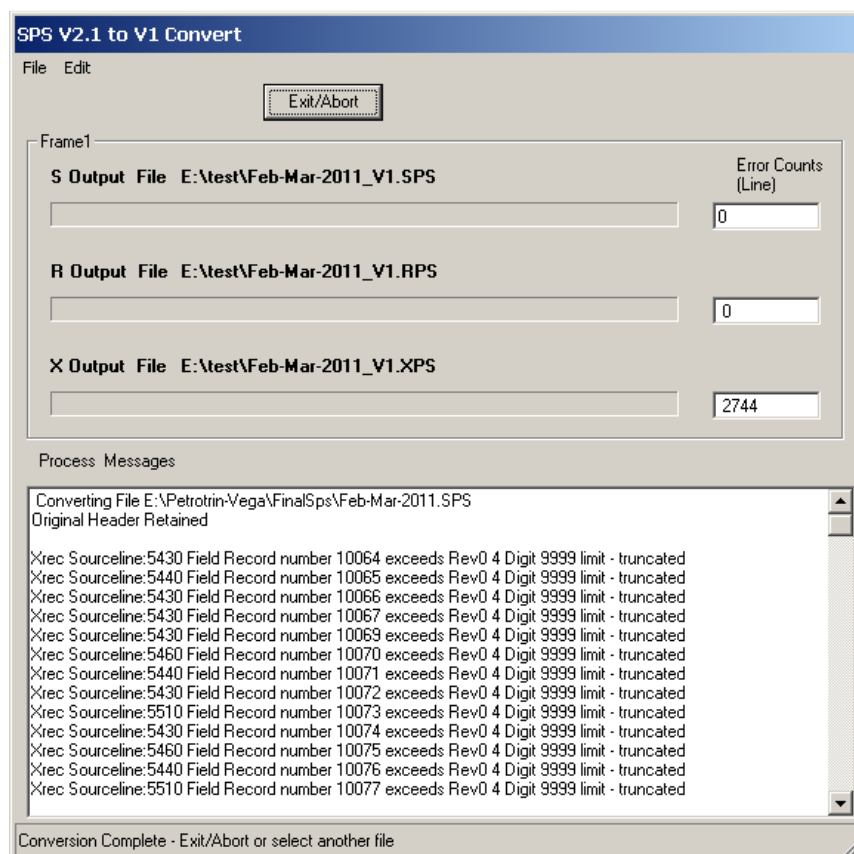 SPS V2.1 to V1 Convert
File Edit
Exit/Abort
Frame1
Error Counts
(Line)
S Output File E:\test\Feb-Mar-2011_V1.SPS
0
R Output File E:\test\Feb-Mar-2011_V1.RPS
0
X Output File E:\test\Feb-Mar-2011_V1.XPS
2744
Process Messages
Converting File E:\Petrotrin-Vega\FinalSps\Feb-Mar-2011.SPS
Original Header Retained
Xrec Sourceline:5430 Field Record number 10064 exceeds Rev0 4 Digit 9999 limit - truncated
Xrec Sourceline:5440 Field Record number 10065 exceeds Rev0 4 Digit 9999 limit - truncated
Xrec Sourceline:5430 Field Record number 10066 exceeds Rev0 4 Digit 9999 limit - truncated
Xrec Sourceline:5430 Field Record number 10067 exceeds Rev0 4 Digit 9999 limit - truncated
Xrec Sourceline:5430 Field Record number 10069 exceeds Rev0 4 Digit 9999 limit - truncated
Xrec Sourceline:5460 Field Record number 10070 exceeds Rev0 4 Digit 9999 limit - truncated
Xrec Sourceline:5440 Field Record number 10071 exceeds Rev0 4 Digit 9999 limit - truncated
Xrec Sourceline:5430 Field Record number 10072 exceeds Rev0 4 Digit 9999 limit - truncated
Xrec Sourceline:5510 Field Record number 10073 exceeds Rev0 4 Digit 9999 limit - truncated
Xrec Sourceline:5430 Field Record number 10074 exceeds Rev0 4 Digit 9999 limit - truncated
Xrec Sourceline:5460 Field Record number 10075 exceeds Rev0 4 Digit 9999 limit - truncated
Xrec Sourceline:5440 Field Record number 10076 exceeds Rev0 4 Digit 9999 limit - truncated
Xrec Sourceline:5510 Field Record number 10077 exceeds Rev0 4 Digit 9999 limit - truncated
Conversion Complete - Exit/Abort or select another file